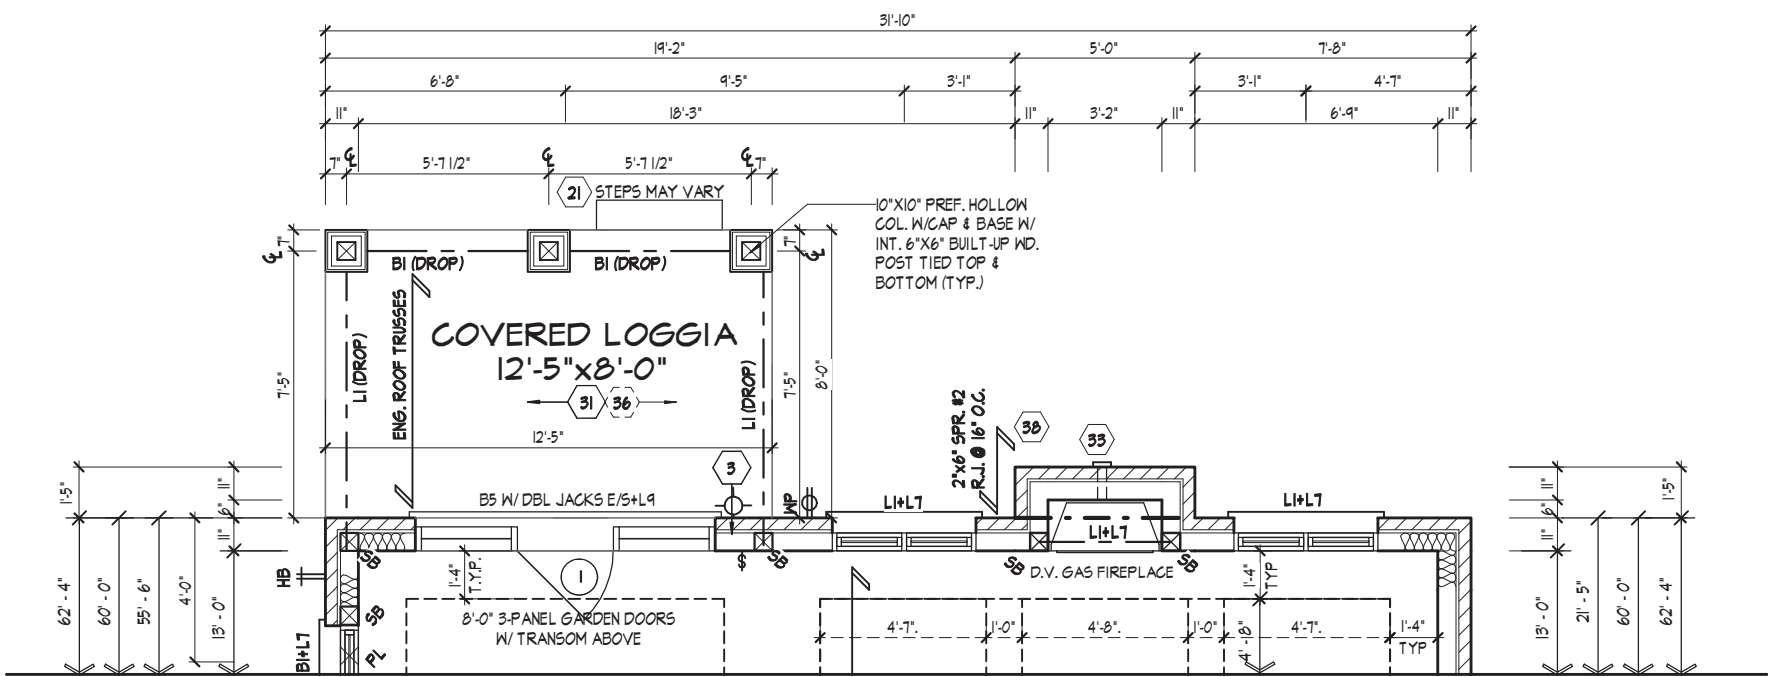 31'-10"
19'-2" 5'-0" 7'-8"
6'-8" 9'-5" 3'-1" 3'-1" 4'-7"
11" 18'-3" 11" 3'-2" 11" 6'-9" 11"
7" ℄ 5'-7 1/2" ℄ 5'-7 1/2" ℄ 7"
21 STEPS MAY VARY
10"X10" PREF. HOLLOW
COL. W/CAP & BASE W/
INT. 6"X6" BUILT-UP WD.
POST TIED TOP &
BOTTOM (TYP.)
℄ 7" 7" ℄
B1 (DROP) B1 (DROP)
COVERED LOGGIA
12'-5"x8'-0"
31 36
7'-5" L1 (DROP) ENG. ROOF TRUSSES L1 (DROP) 7'-5" 8'-0"
12'-5"
2"x6" SPR. #2
R.J. @ 16" O.C.
38 33
3
B5 W/ DBL JACKS E/S+L9 WP L1+L7 L1+L7
L1+L7
1'-5" 11" 6" 11" 11" 6" 1'-5"
SB $ SB SB SB
D.V. GAS FIREPLACE
HB 1'-4" T.Y.P. 1 1'-4" TYP
62' - 4" 60' - 0" 55' - 6" 4'-0" 13' - 0" 13' - 0" 21' - 5" 60' - 0" 62' - 4"
SB
8'-0" 3-PANEL GARDEN DOORS
W/ TRANSOM ABOVE
4'-7". 1'-0" 4'-8". 1'-0" 4'-7". 1'-4"
TYP
4'-8"
B1+L7 PL